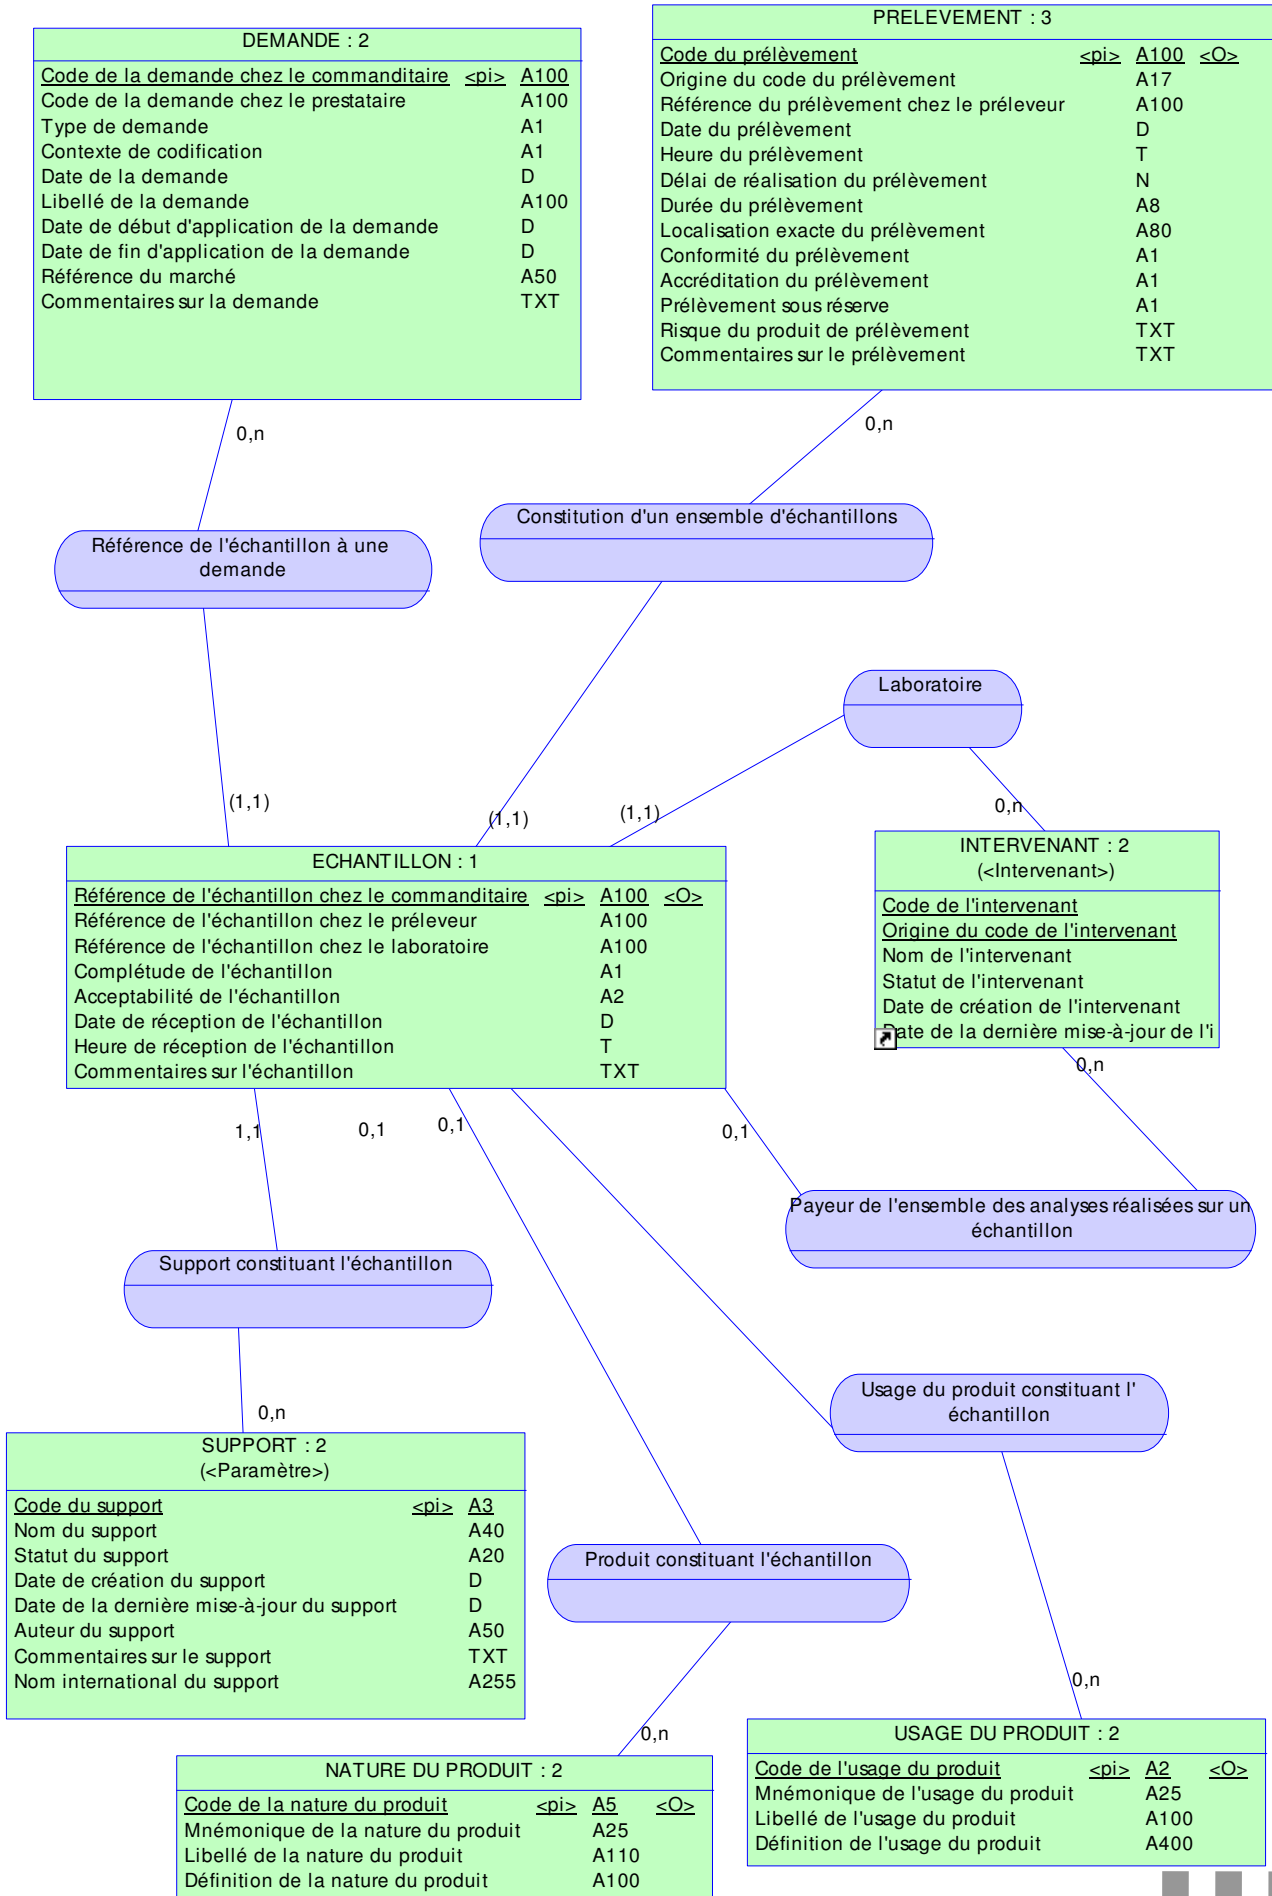 DEMANDE : 2
Code de la demande chez le commanditaire <pi> A100
Code de la demande chez le prestataire A100
Type de demande A1
Contexte de codification A1
Date de la demande D
Libellé de la demande A100
Date de début d'application de la demande D
Date de fin d'application de la demande D
Référence du marché A50
Commentaires sur la demande TXT
PRELEVEMENT : 3
Code du prélèvement <pi> A100 <O>
Origine du code du prélèvement A17
Référence du prélèvement chez le préleveur A100
Date du prélèvement D
Heure du prélèvement T
Délai de réalisation du prélèvement N
Durée du prélèvement A8
Localisation exacte du prélèvement A80
Conformité du prélèvement A1
Accréditation du prélèvement A1
Prélèvement sous réserve A1
Risque du produit de prélèvement TXT
Commentaires sur le prélèvement TXT
0,n
0,n
Référence de l'échantillon à une
demande
Constitution d'un ensemble d'échantillons
Laboratoire
(1,1)
(1,1)
(1,1)
0,n
ECHANTILLON : 1
Référence de l'échantillon chez le commanditaire <pi> A100 <O>
Référence de l'échantillon chez le préleveur A100
Référence de l'échantillon chez le laboratoire A100
Complétude de l'échantillon A1
Acceptabilité de l'échantillon A2
Date de réception de l'échantillon D
Heure de réception de l'échantillon T
Commentaires sur l'échantillon TXT
INTERVENANT : 2
(<Intervenant>)
Code de l'intervenant
Origine du code de l'intervenant
Nom de l'intervenant
Statut de l'intervenant
Date de création de l'intervenant
Date de la dernière mise-à-jour de l'i
1,1
0,1
0,1
0,1
0,n
Payeur de l'ensemble des analyses réalisées sur un
échantillon
Support constituant l'échantillon
Usage du produit constituant l'
échantillon
0,n
SUPPORT : 2
(<Paramètre>)
Code du support <pi> A3
Nom du support A40
Statut du support A20
Date de création du support D
Date de la dernière mise-à-jour du support D
Auteur du support A50
Commentaires sur le support TXT
Nom international du support A255
Produit constituant l'échantillon
0,n
0,n
NATURE DU PRODUIT : 2
Code de la nature du produit <pi> A5 <O>
Mnémonique de la nature du produit A25
Libellé de la nature du produit A110
Définition de la nature du produit A100
USAGE DU PRODUIT : 2
Code de l'usage du produit <pi> A2 <O>
Mnémonique de l'usage du produit A25
Libellé de l'usage du produit A100
Définition de l'usage du produit A400